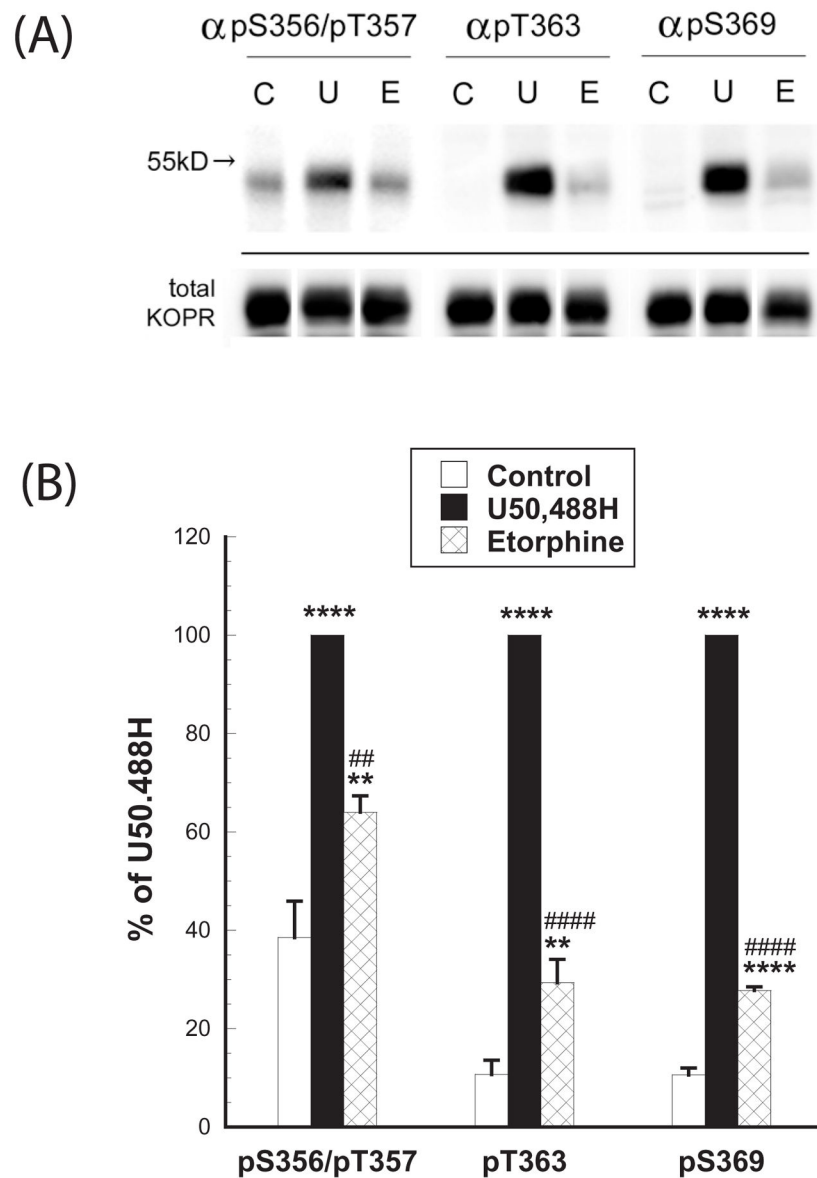 (A)
αpS356/pT357 αpT363 αpS369
C U E C U E C U E
55kD→
total
KOPR
(B)
Control
U50,488H
Etorphine
120
100
80
60
40
20
0
% of U50.488H
**** **** ****
##
**
####
**
####
****
pS356/pT357 pT363 pS369